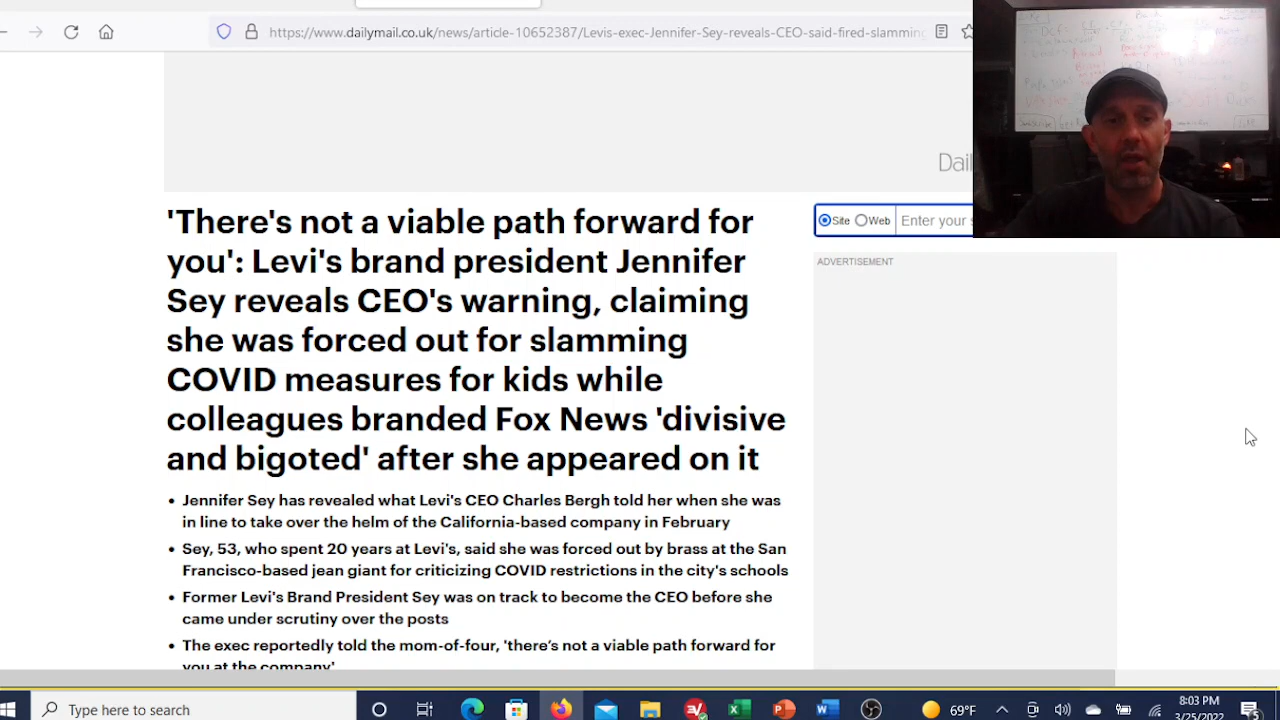 https://www.dailymail.co.uk/news/article-10652387/Levis-exec-Jennifer-Sey-reveals-CEO-said-fired-slamming
Dail
'There's not a viable path forward for
you': Levi's brand president Jennifer
Sey reveals CEO's warning, claiming
she was forced out for slamming
COVID measures for kids while
colleagues branded Fox News 'divisive
and bigoted' after she appeared on it
Site Web Enter your s
ADVERTISEMENT
• Jennifer Sey has revealed what Levi's CEO Charles Bergh told her when she was
in line to take over the helm of the California-based company in February
• Sey, 53, who spent 20 years at Levi's, said she was forced out by brass at the San
Francisco-based jean giant for criticizing COVID restrictions in the city's schools
• Former Levi's Brand President Sey was on track to become the CEO before she
came under scrutiny over the posts
• The exec reportedly told the mom-of-four, 'there's not a viable path forward for
you at the company'
Type here to search
69°F
8:03 PM
3/25/2022
5